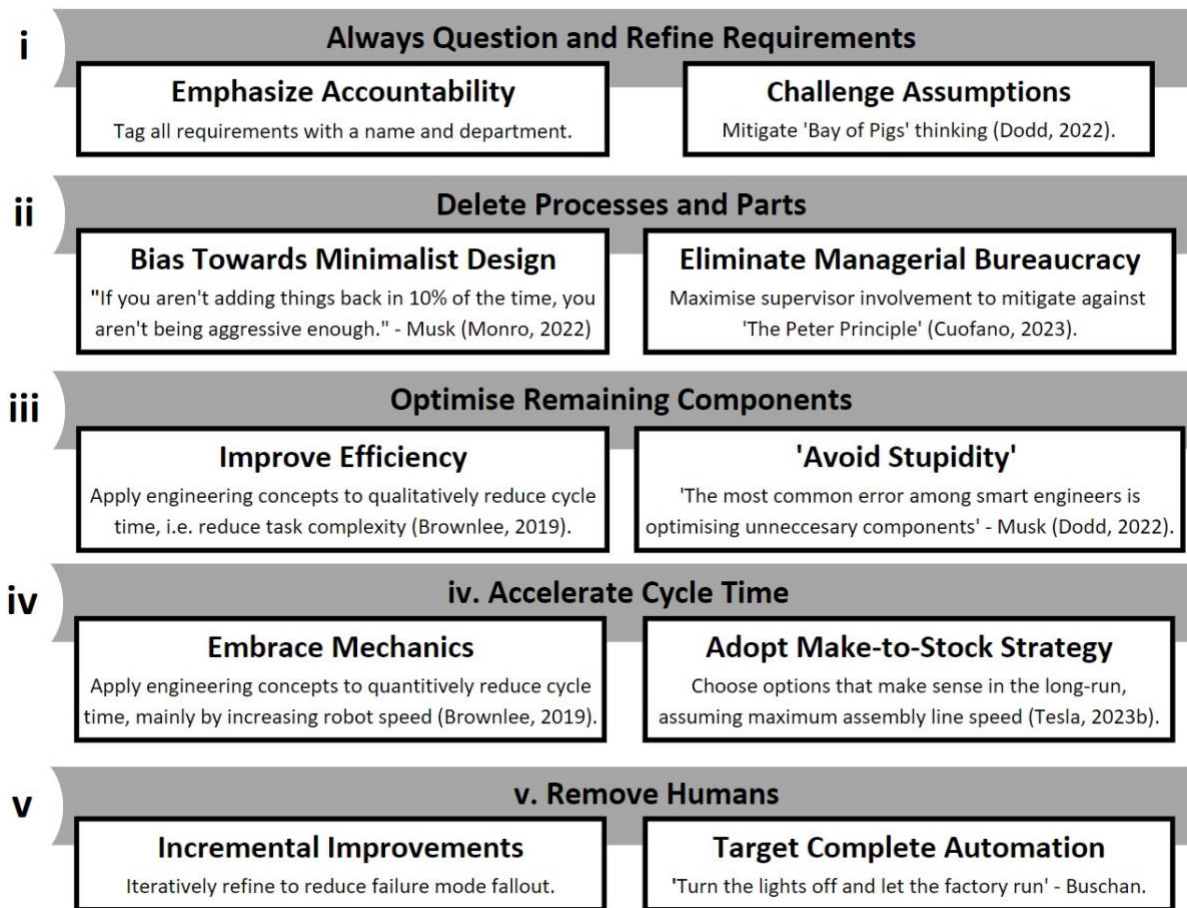 i
Always Question and Refine Requirements
Emphasize Accountability
Tag all requirements with a name and department.
Challenge Assumptions
Mitigate 'Bay of Pigs' thinking (Dodd, 2022).
ii
Delete Processes and Parts
Bias Towards Minimalist Design
"If you aren't adding things back in 10% of the time, you
aren't being aggressive enough." - Musk (Monro, 2022)
Eliminate Managerial Bureaucracy
Maximise supervisor involvement to mitigate against
'The Peter Principle' (Cuofano, 2023).
iii
Optimise Remaining Components
Improve Efficiency
Apply engineering concepts to qualitatively reduce cycle
time, i.e. reduce task complexity (Brownlee, 2019).
'Avoid Stupidity'
'The most common error among smart engineers is
optimising unneccesary components' - Musk (Dodd, 2022).
iv
iv. Accelerate Cycle Time
Embrace Mechanics
Apply engineering concepts to quantitively reduce cycle
time, mainly by increasing robot speed (Brownlee, 2019).
Adopt Make-to-Stock Strategy
Choose options that make sense in the long-run,
assuming maximum assembly line speed (Tesla, 2023b).
v
v. Remove Humans
Incremental Improvements
Iteratively refine to reduce failure mode fallout.
Target Complete Automation
'Turn the lights off and let the factory run' - Buschan.